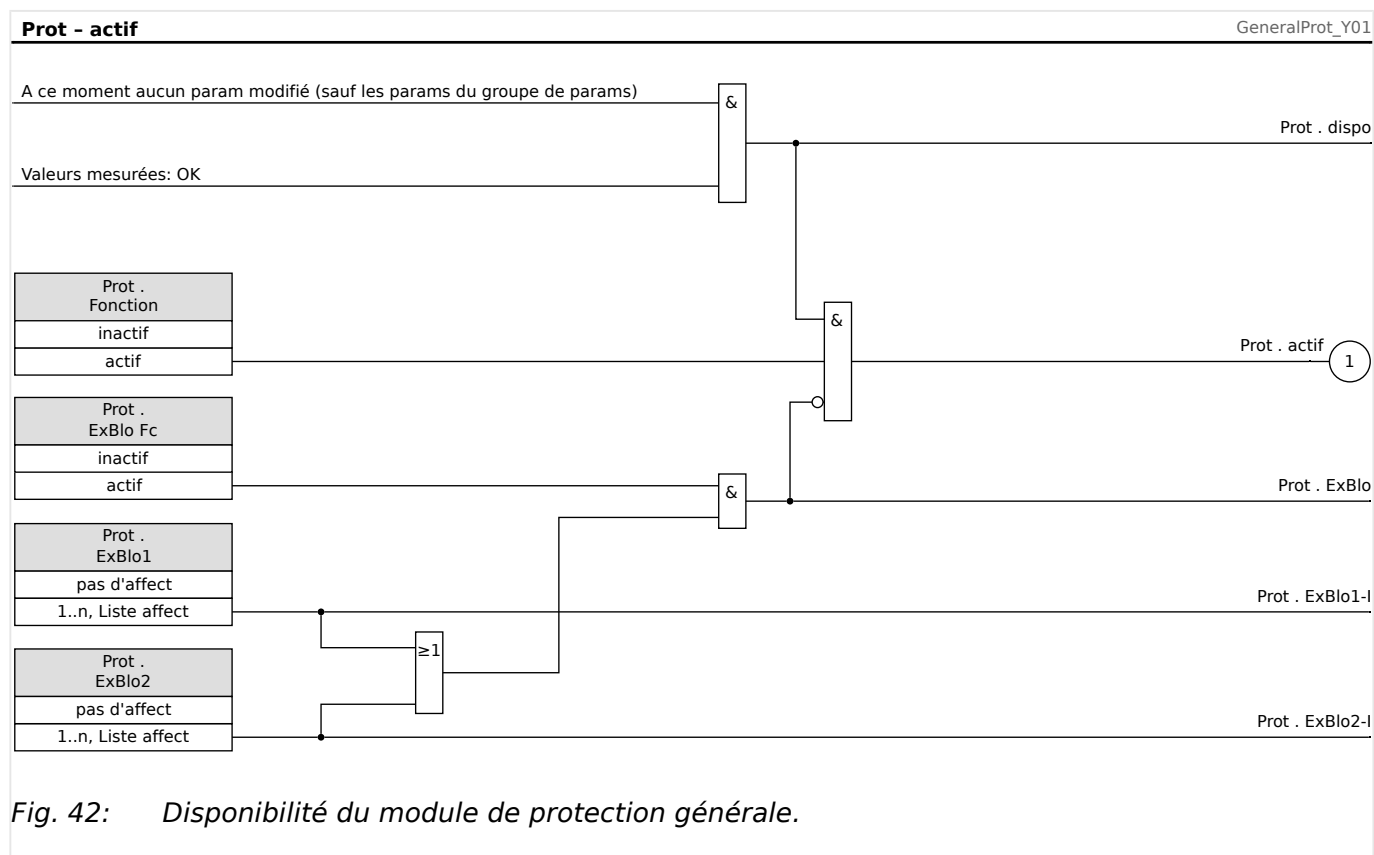 Prot – actif
GeneralProt_Y01
A ce moment aucun param modifié (sauf les params du groupe de params)
&
Prot . dispo
Valeurs mesurées: OK
Prot .
Fonction
inactif
actif
&
Prot . actif
1
Prot .
ExBlo Fc
inactif
actif
&
Prot . ExBlo
Prot .
ExBlo1
pas d'affect
1..n, Liste affect
Prot . ExBlo1-I
≥1
Prot .
ExBlo2
pas d'affect
1..n, Liste affect
Prot . ExBlo2-I
Fig. 42: Disponibilité du module de protection générale.